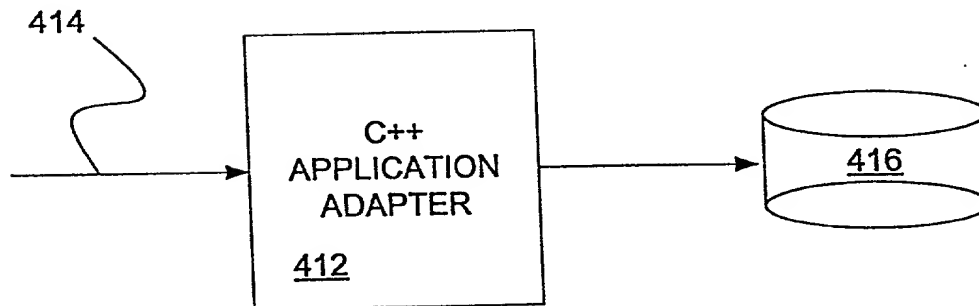 414
C++
APPLICATION
ADAPTER
412
416